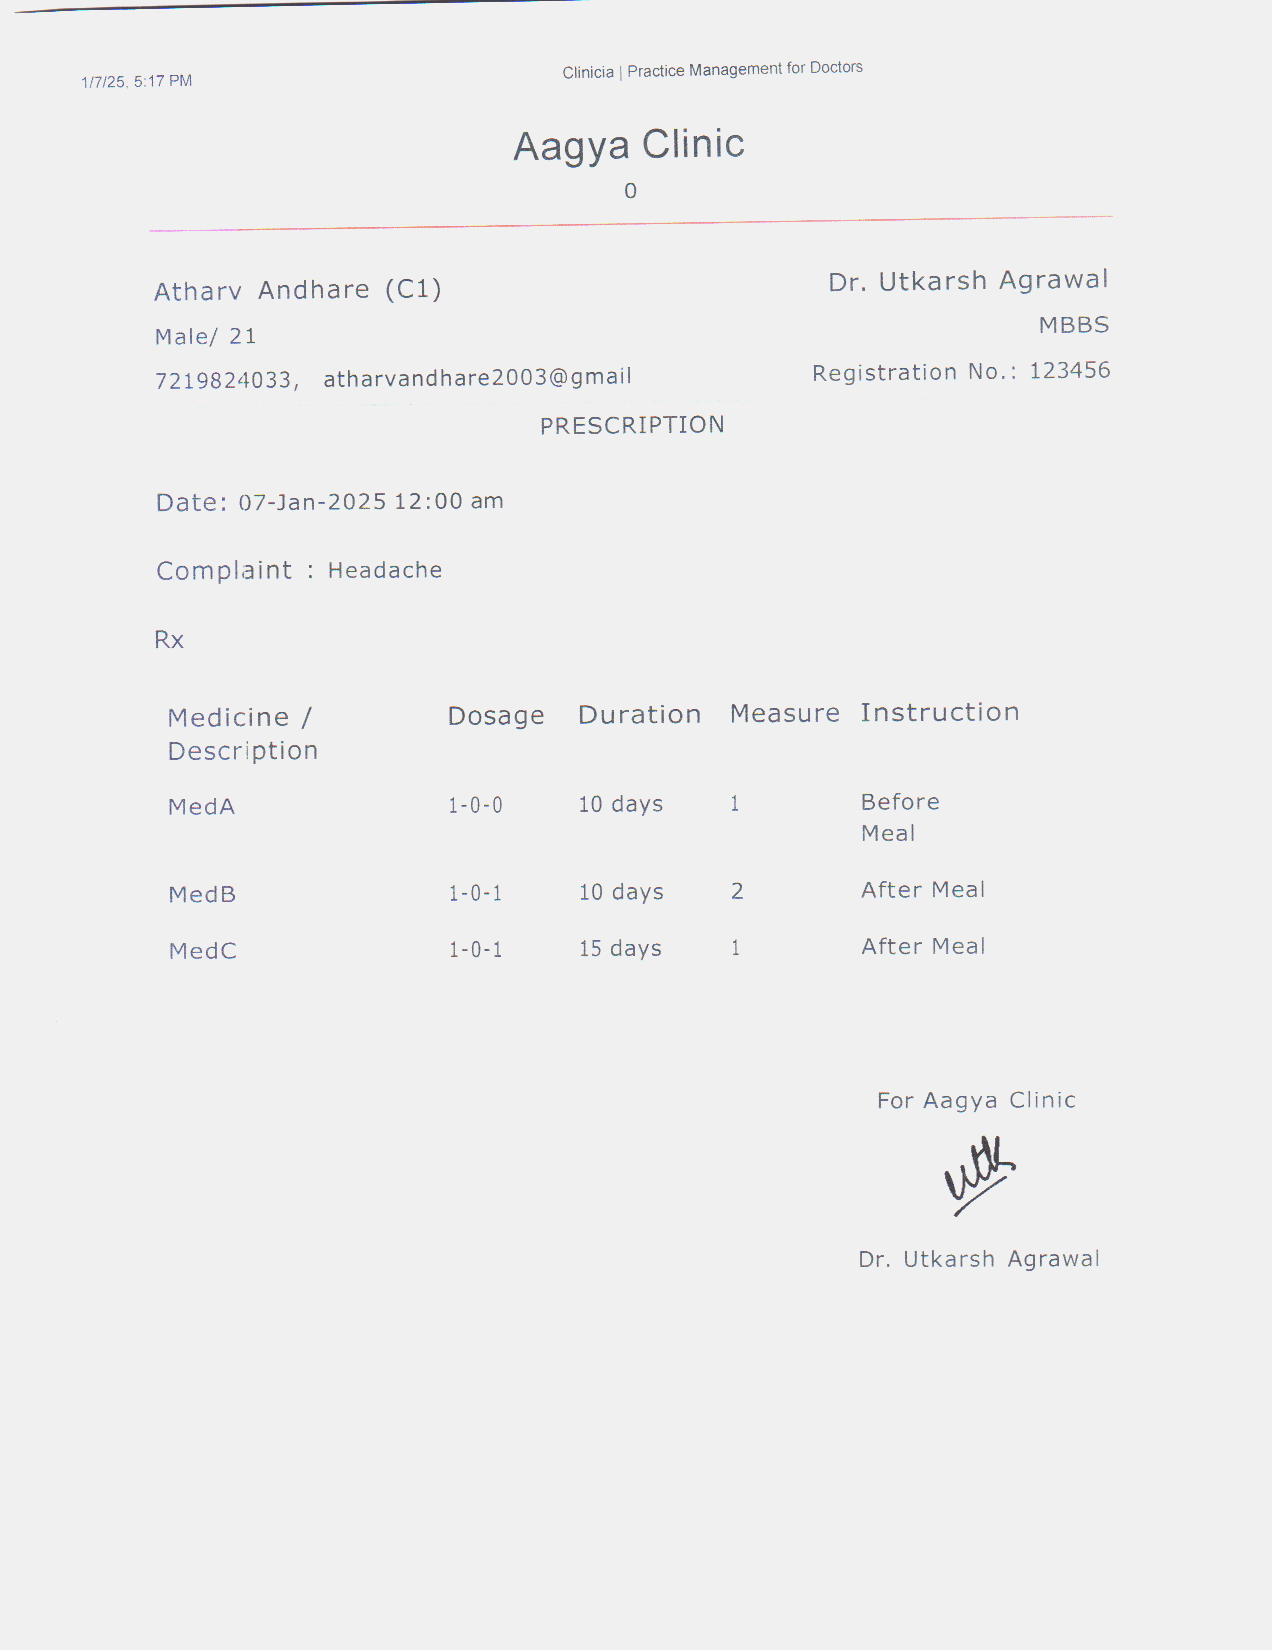 1/7/25, 5:17 PM
Clinicia | Practice Management for Doctors
Aagya Clinic
0
Atharv Andhare (C1)
Dr. Utkarsh Agrawal
Male/ 21
MBBS
7219824033, atharvandhare2003@gmail
Registration No.: 123456
PRESCRIPTION
Date: 07-Jan-2025 12:00 am
Complaint : Headache
Rx
Medicine / Description Dosage Duration Measure Instruction
MedA 1-0-0 10 days 1 Before Meal
MedB 1-0-1 10 days 2 After Meal
MedC 1-0-1 15 days 1 After Meal
For Aagya Clinic
utk
Dr. Utkarsh Agrawal